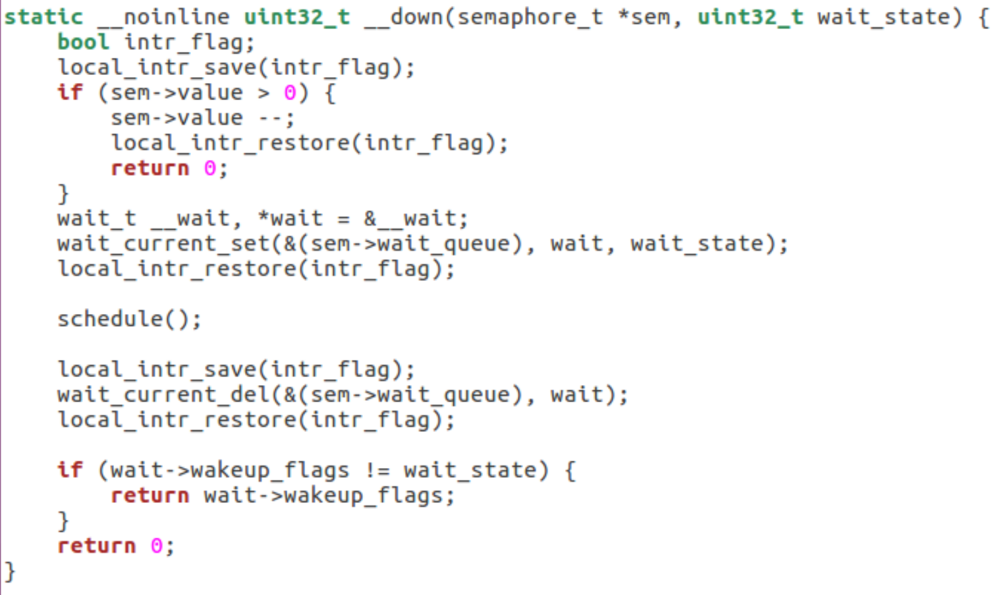 static __noinline uint32_t __down(semaphore_t *sem, uint32_t wait_state) {
    bool intr_flag;
    local_intr_save(intr_flag);
    if (sem->value > 0) {
        sem->value --;
        local_intr_restore(intr_flag);
        return 0;
    }
    wait_t __wait, *wait = &__wait;
    wait_current_set(&(sem->wait_queue), wait, wait_state);
    local_intr_restore(intr_flag);

    schedule();

    local_intr_save(intr_flag);
    wait_current_del(&(sem->wait_queue), wait);
    local_intr_restore(intr_flag);

    if (wait->wakeup_flags != wait_state) {
        return wait->wakeup_flags;
    }
    return 0;
}